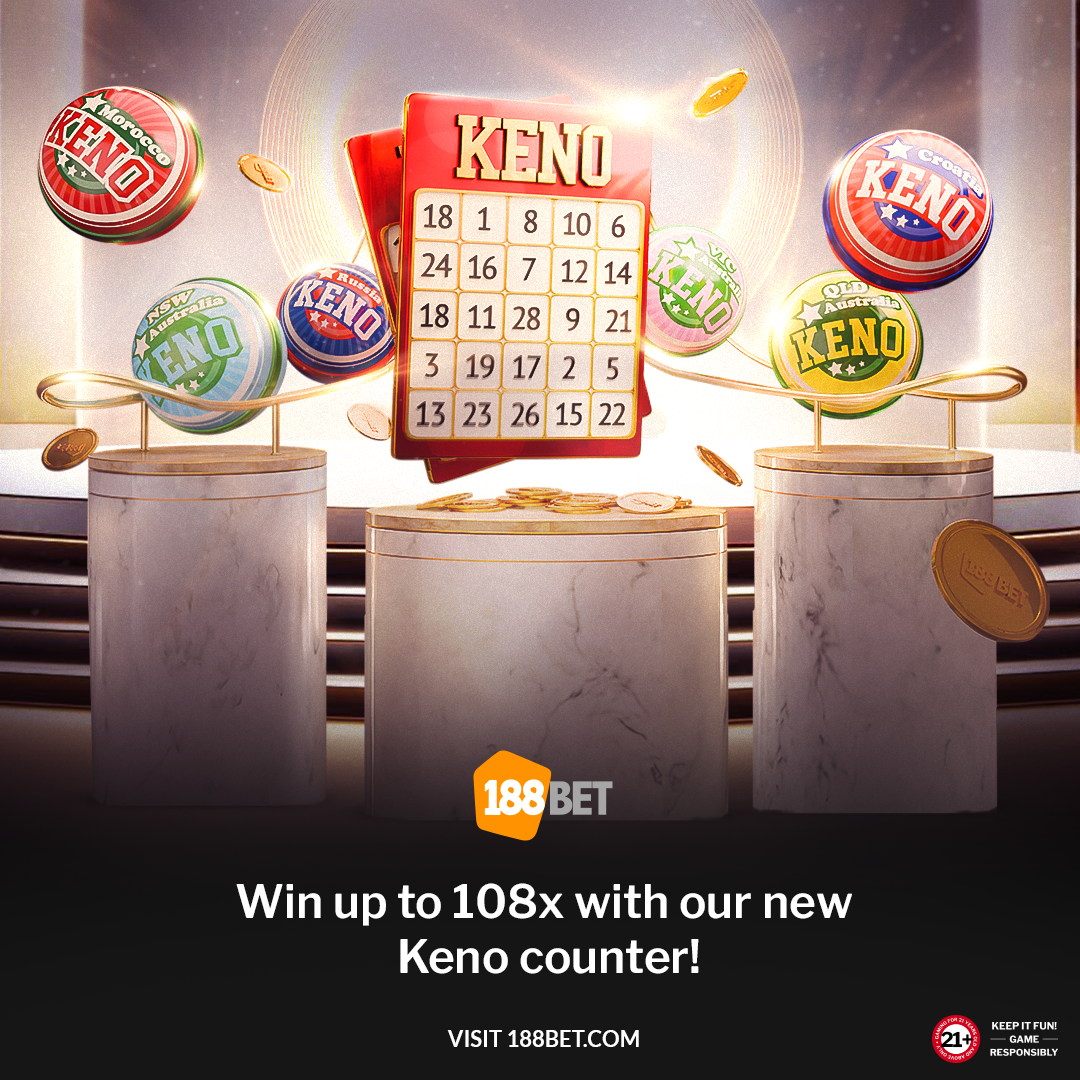 Morocco
KENO
KENO
Croatia
KENO
18 1 8 10 6
24 16 7 12 14
18 11 28 9 21
3 19 17 2 5
13 23 26 15 22
NSW
Australia
KENO
Russia
KENO
VIC
KENO
QLD
Australia
KENO
188BET
188BET
Win up to 108x with our new
Keno counter!
VISIT 188BET.COM
21+
KEEP IT FUN!
GAME
RESPONSIBLY